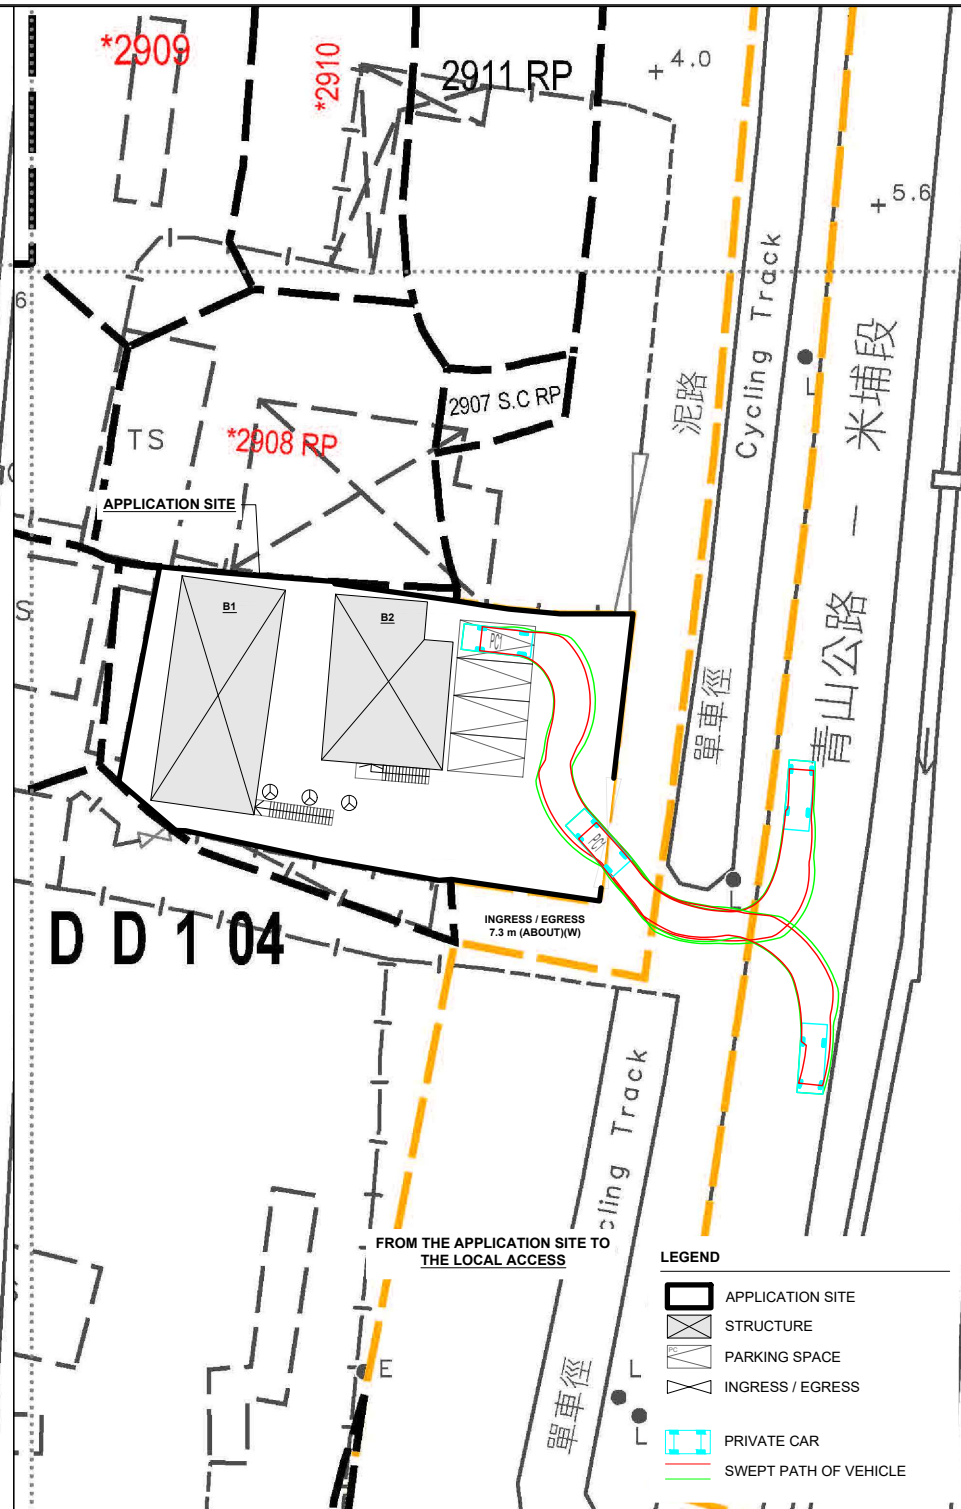 *2909
*2910
2911 RP
4.0
5.6
6
Cycling Track
泥路
米埔段
2907 S.C RP
TS
*2908 RP
L
APPLICATION SITE
S
B1
B2
PC1
單車徑
青山公路 —
PC1
L
INGRESS / EGRESS
7.3 m (ABOUT)(W)
D D 1 04
cling Track
FROM THE APPLICATION SITE TO
THE LOCAL ACCESS
E
單車徑
L
L
LEGEND
APPLICATION SITE
STRUCTURE
PC
PARKING SPACE
INGRESS / EGRESS
PRIVATE CAR
SWEPT PATH OF VEHICLE